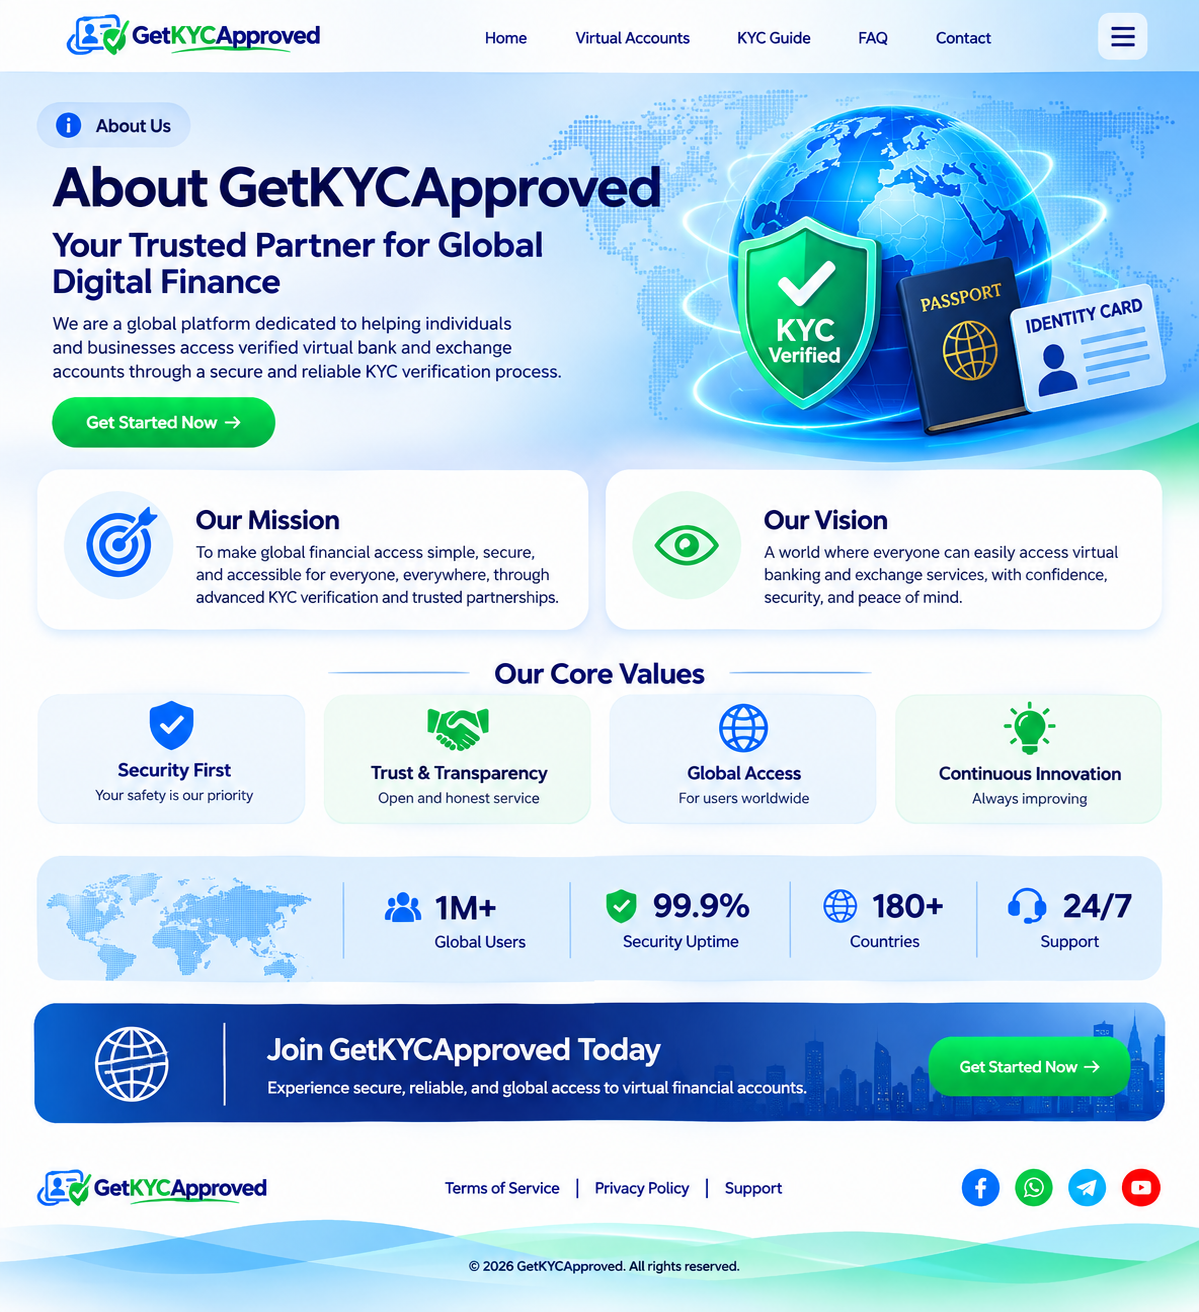 GetKYCApproved
Home
Virtual Accounts
KYC Guide
FAQ
Contact
About Us
About GetKYCApproved
Your Trusted Partner for Global
Digital Finance
We are a global platform dedicated to helping individuals
and businesses access verified virtual bank and exchange
accounts through a secure and reliable KYC verification process.
Get Started Now →
KYC
Verified
PASSPORT
IDENTITY CARD
Our Mission
To make global financial access simple, secure,
and accessible for everyone, everywhere, through
advanced KYC verification and trusted partnerships.
Our Vision
A world where everyone can easily access virtual
banking and exchange services, with confidence,
security, and peace of mind.
Our Core Values
Security First
Your safety is our priority
Trust & Transparency
Open and honest service
Global Access
For users worldwide
Continuous Innovation
Always improving
1M+
Global Users
99.9%
Security Uptime
180+
Countries
24/7
Support
Join GetKYCApproved Today
Experience secure, reliable, and global access to virtual financial accounts.
Get Started Now →
GetKYCApproved
Terms of Service | Privacy Policy | Support
© 2026 GetKYCApproved. All rights reserved.